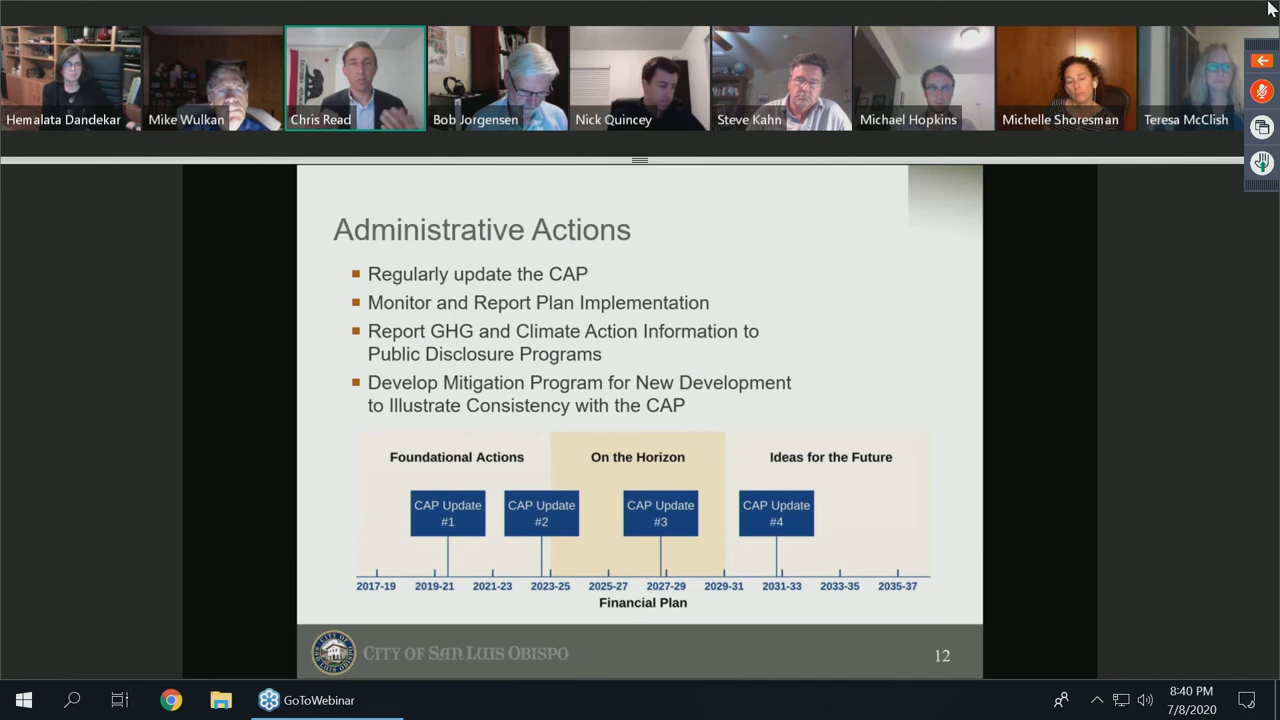 Hemalata Dandekar
Mike Wulkan
Chris Read
Bob Jorgensen
Nick Quincey
Steve Kahn
Michael Hopkins
Michelle Shoresman
Teresa McClish
Administrative Actions
Regularly update the CAP
Monitor and Report Plan Implementation
Report GHG and Climate Action Information to
Public Disclosure Programs
Develop Mitigation Program for New Development
to Illustrate Consistency with the CAP
Foundational Actions
On the Horizon
Ideas for the Future
CAP Update
#1
CAP Update
#2
CAP Update
#3
CAP Update
#4
2017-19
2019-21
2021-23
2023-25
2025-27
2027-29
2029-31
2031-33
2033-35
2035-37
Financial Plan
CITY OF SAN LUIS OBISPO
CITY OF SAN LUIS OBISPO
12
GoToWebinar
8:40 PM
7/8/2020